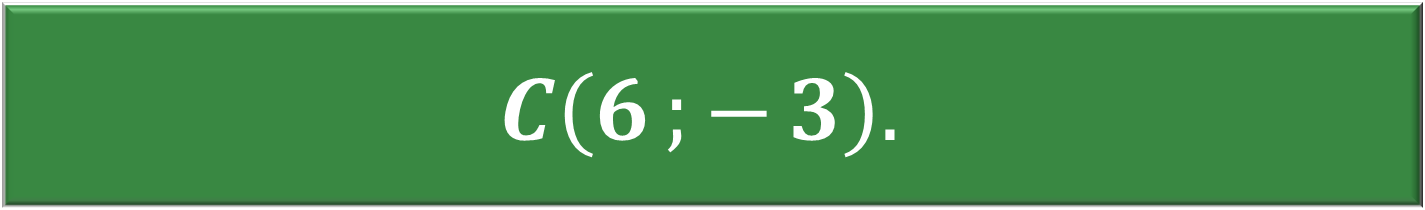 C(6 ; – 3).